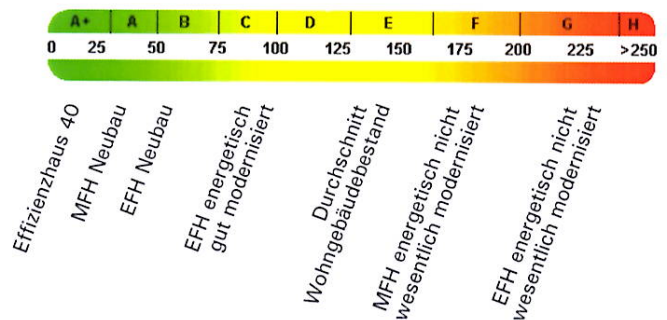 A+ A B C D E F G H
0 25 50 75 100 125 150 175 200 225 >250
Effizienzhaus 40
MFH Neubau
EFH Neubau
EFH energetisch
gut modernisiert
Durchschnitt
Wohngebäudebestand
MFH energetisch nicht
wesentlich modernisiert
EFH energetisch nicht
wesentlich modernisiert